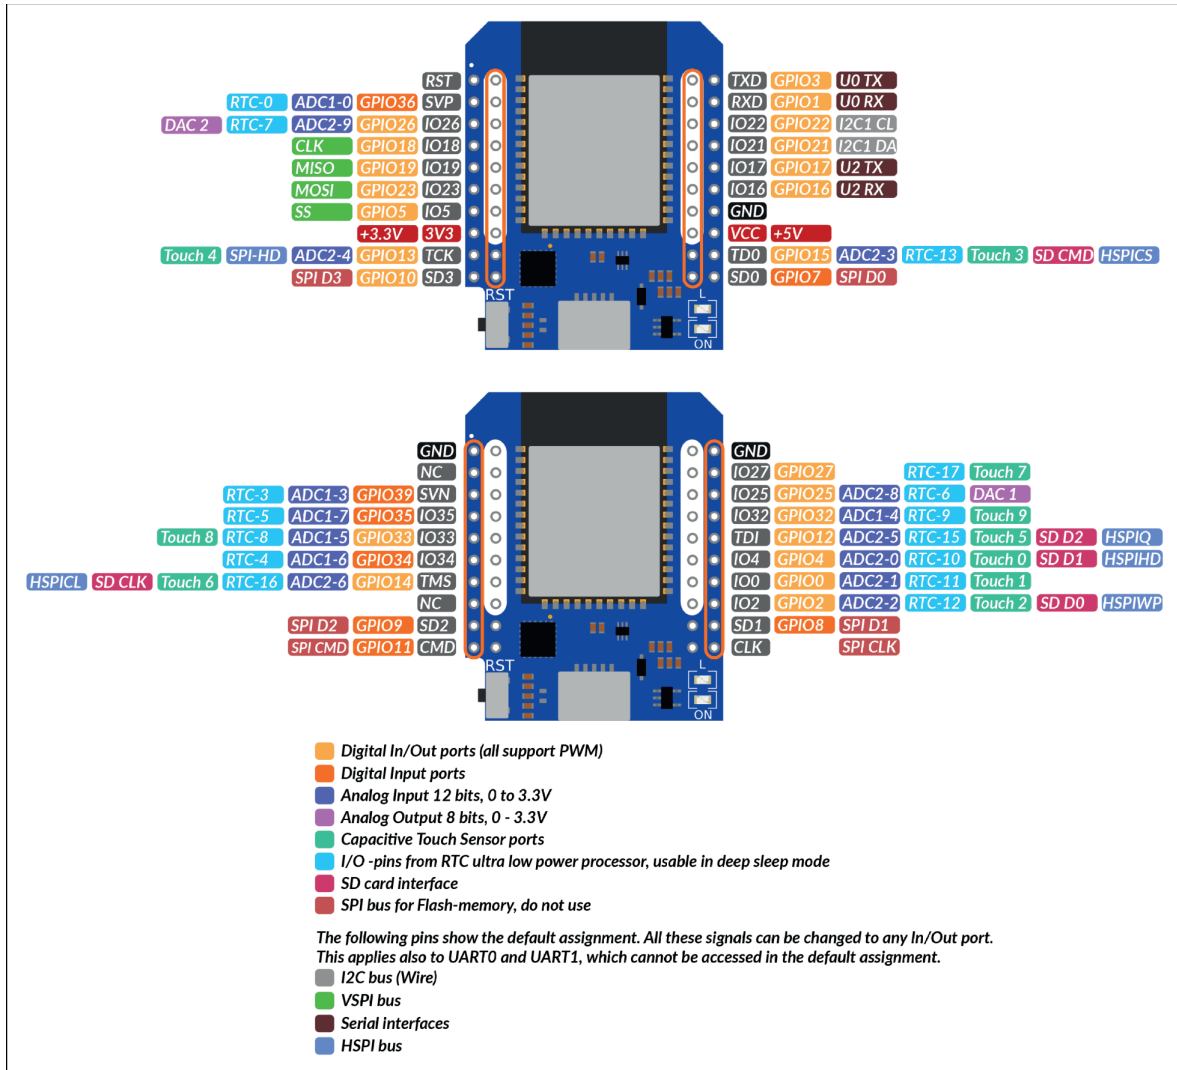 RST TXD GPIO3 U0 TX
RTC-0 ADC1-0 GPIO36 SVP RXD GPIO1 U0 RX
DAC 2 RTC-7 ADC2-9 GPIO26 IO26 IO22 GPIO22 I2C1 CL
CLK GPIO18 IO18 IO21 GPIO21 I2C1 DA
MISO GPIO19 IO19 IO17 GPIO17 U2 TX
MOSI GPIO23 IO23 IO16 GPIO16 U2 RX
SS GPIO5 IO5 GND
+3.3V 3V3 VCC +5V
Touch 4 SPI-HD ADC2-4 GPIO13 TCK TD0 GPIO15 ADC2-3 RTC-13 Touch 3 SD CMD HSPICS
SPI D3 GPIO10 SD3 SD0 GPIO7 SPI D0
RST L
ON
GND GND
NC IO27 GPIO27 RTC-17 Touch 7
RTC-3 ADC1-3 GPIO39 SVN IO25 GPIO25 ADC2-8 RTC-6 DAC 1
RTC-5 ADC1-7 GPIO35 IO35 IO32 GPIO32 ADC1-4 RTC-9 Touch 9
Touch 8 RTC-8 ADC1-5 GPIO33 IO33 TDI GPIO12 ADC2-5 RTC-15 Touch 5 SD D2 HSPIQ
RTC-4 ADC1-6 GPIO34 IO34 IO4 GPIO4 ADC2-0 RTC-10 Touch 0 SD D1 HSPIHD
HSPICL SD CLK Touch 6 RTC-16 ADC2-6 GPIO14 TMS IO0 GPIO0 ADC2-1 RTC-11 Touch 1
NC IO2 GPIO2 ADC2-2 RTC-12 Touch 2 SD D0 HSPIWP
SPI D2 GPIO9 SD2 SD1 GPIO8 SPI D1
SPI CMD GPIO11 CMD CLK SPI CLK
RST L
ON
Digital In/Out ports (all support PWM)
Digital Input ports
Analog Input 12 bits, 0 to 3.3V
Analog Output 8 bits, 0 - 3.3V
Capacitive Touch Sensor ports
I/O -pins from RTC ultra low power processor, usable in deep sleep mode
SD card interface
SPI bus for Flash-memory, do not use
The following pins show the default assignment. All these signals can be changed to any In/Out port.
This applies also to UART0 and UART1, which cannot be accessed in the default assignment.
I2C bus (Wire)
VSPI bus
Serial interfaces
HSPI bus